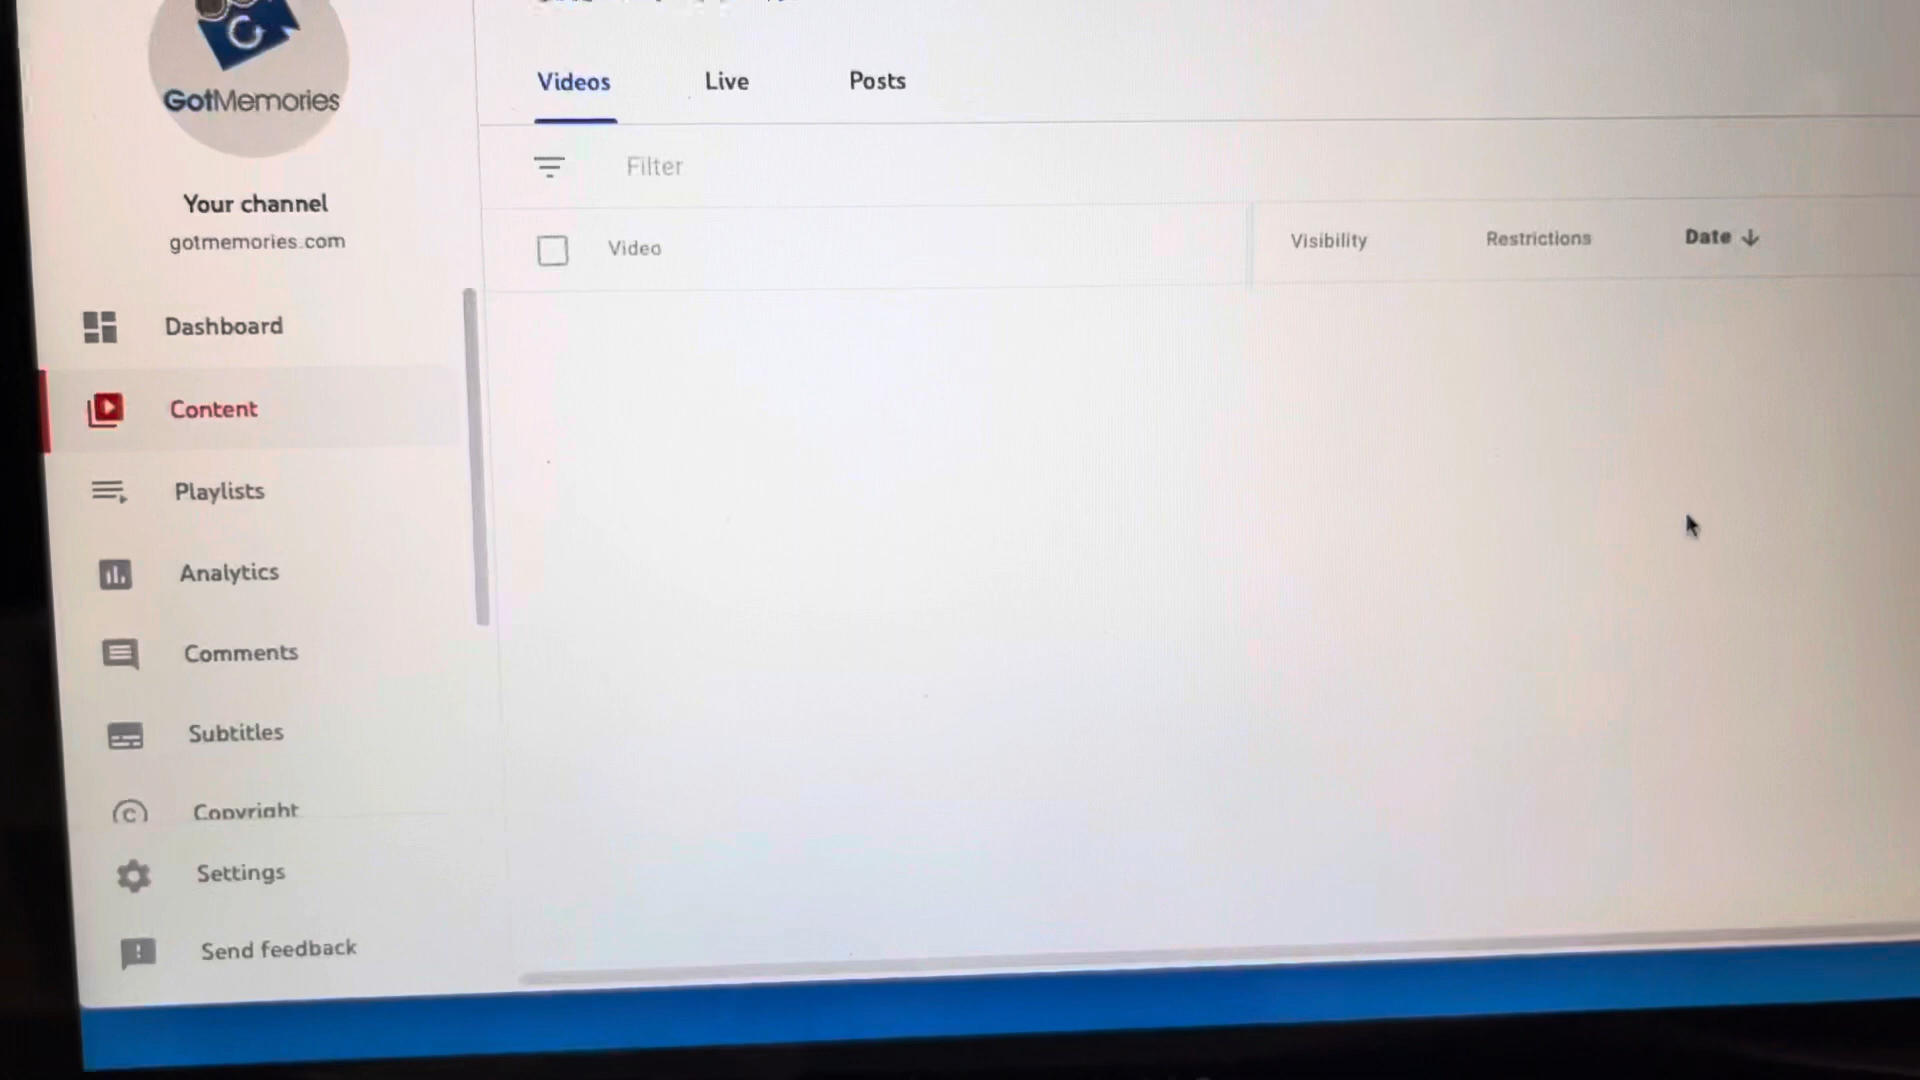 GotMemories
Your channel
gotmemories.com
Dashboard
Content
Playlists
Analytics
Comments
Subtitles
Copyright
Settings
Send feedback
Videos Live Posts
Filter
Video Visibility Restrictions Date